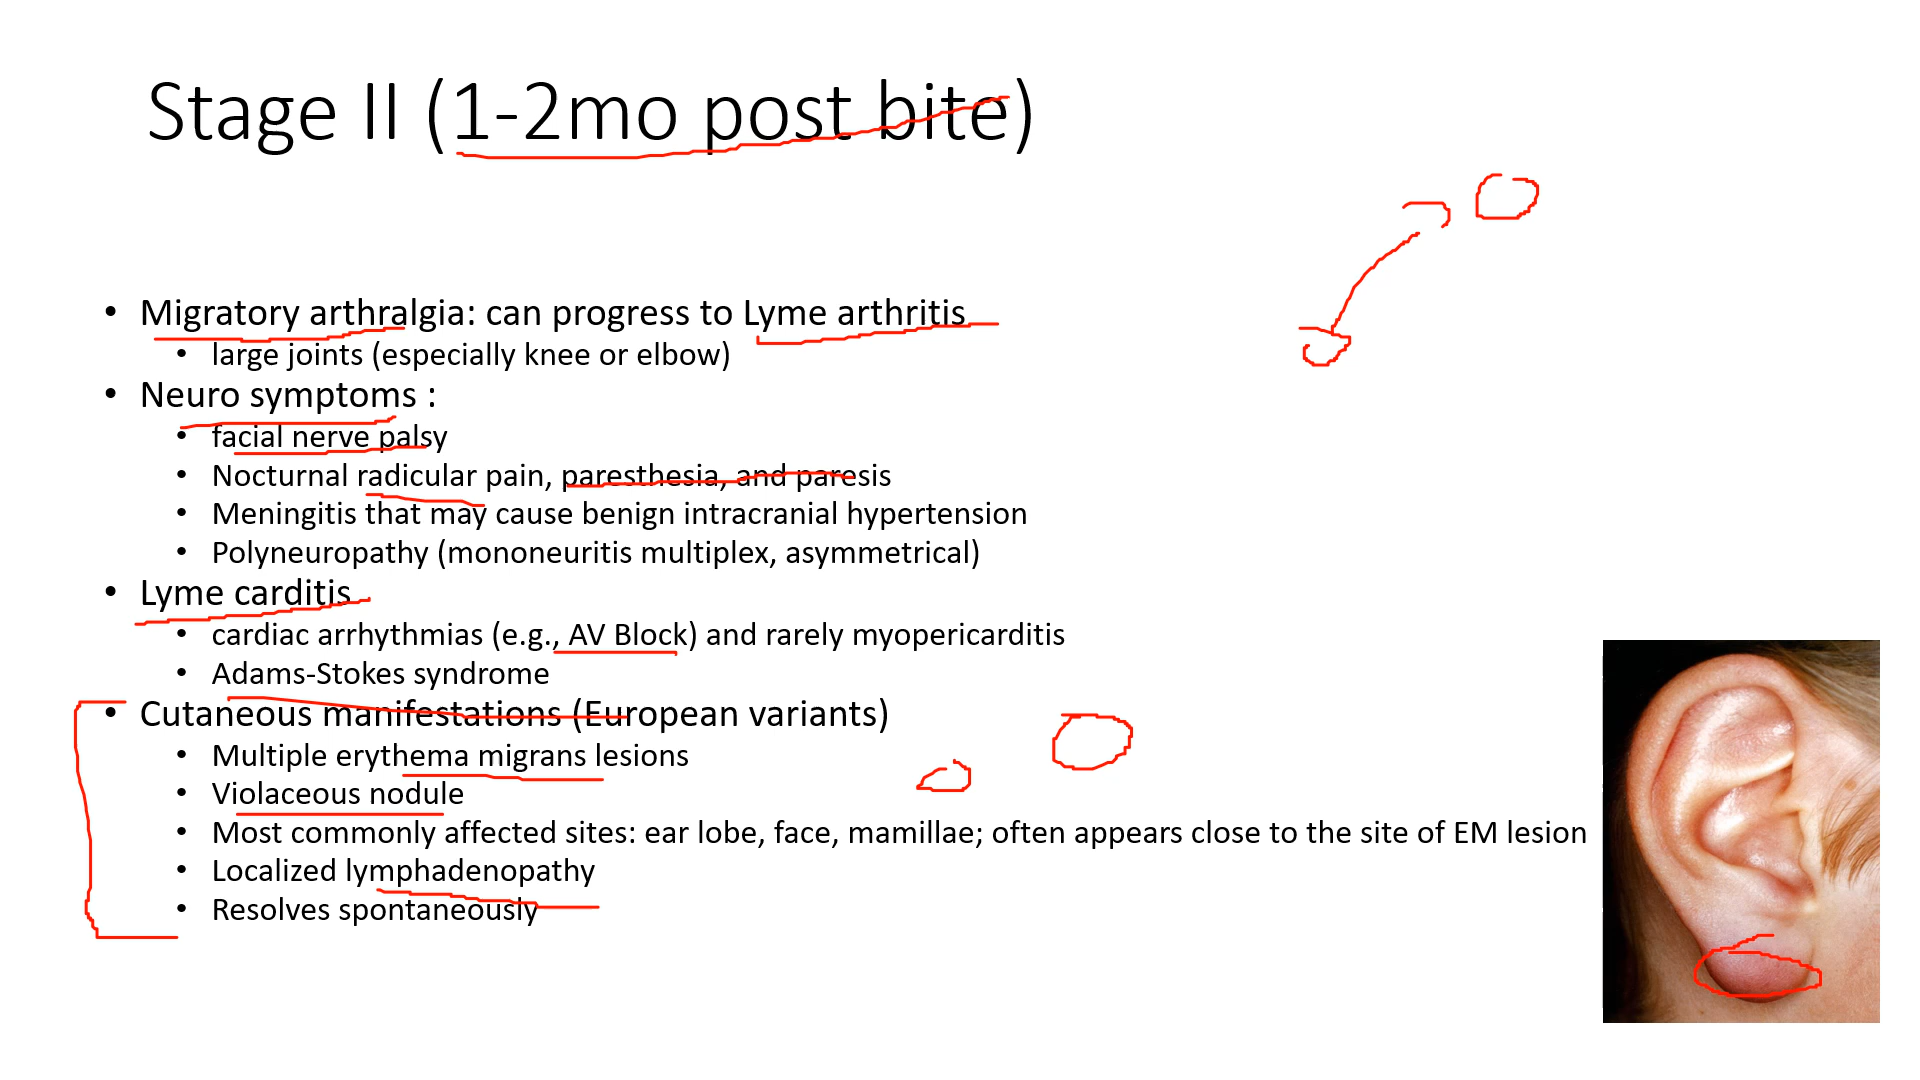 Stage II (1-2mo post bite)
• Migratory arthralgia: can progress to Lyme arthritis
• large joints (especially knee or elbow)
• Neuro symptoms :
• facial nerve palsy
• Nocturnal radicular pain, paresthesia, and paresis
• Meningitis that may cause benign intracranial hypertension
• Polyneuropathy (mononeuritis multiplex, asymmetrical)
• Lyme carditis
• cardiac arrhythmias (e.g., AV Block) and rarely myopericarditis
• Adams-Stokes syndrome
• Cutaneous manifestations (European variants)
• Multiple erythema migrans lesions
• Violaceous nodule
• Most commonly affected sites: ear lobe, face, mamillae; often appears close to the site of EM lesion
• Localized lymphadenopathy
• Resolves spontaneously